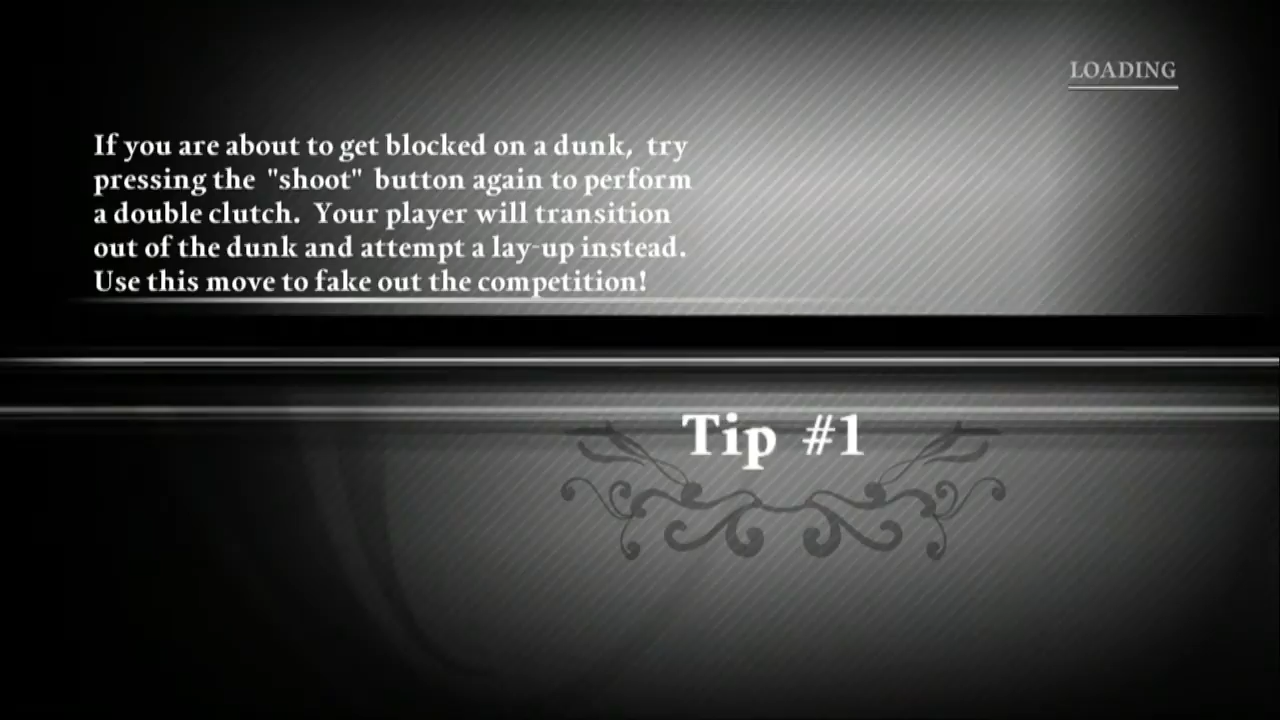 LOADING
If you are about to get blocked on a dunk,  try
pressing the  "shoot"  button again to perform
a double clutch.  Your player will transition
out of the dunk and attempt a lay-up instead.
Use this move to fake out the competition!
Tip  #1